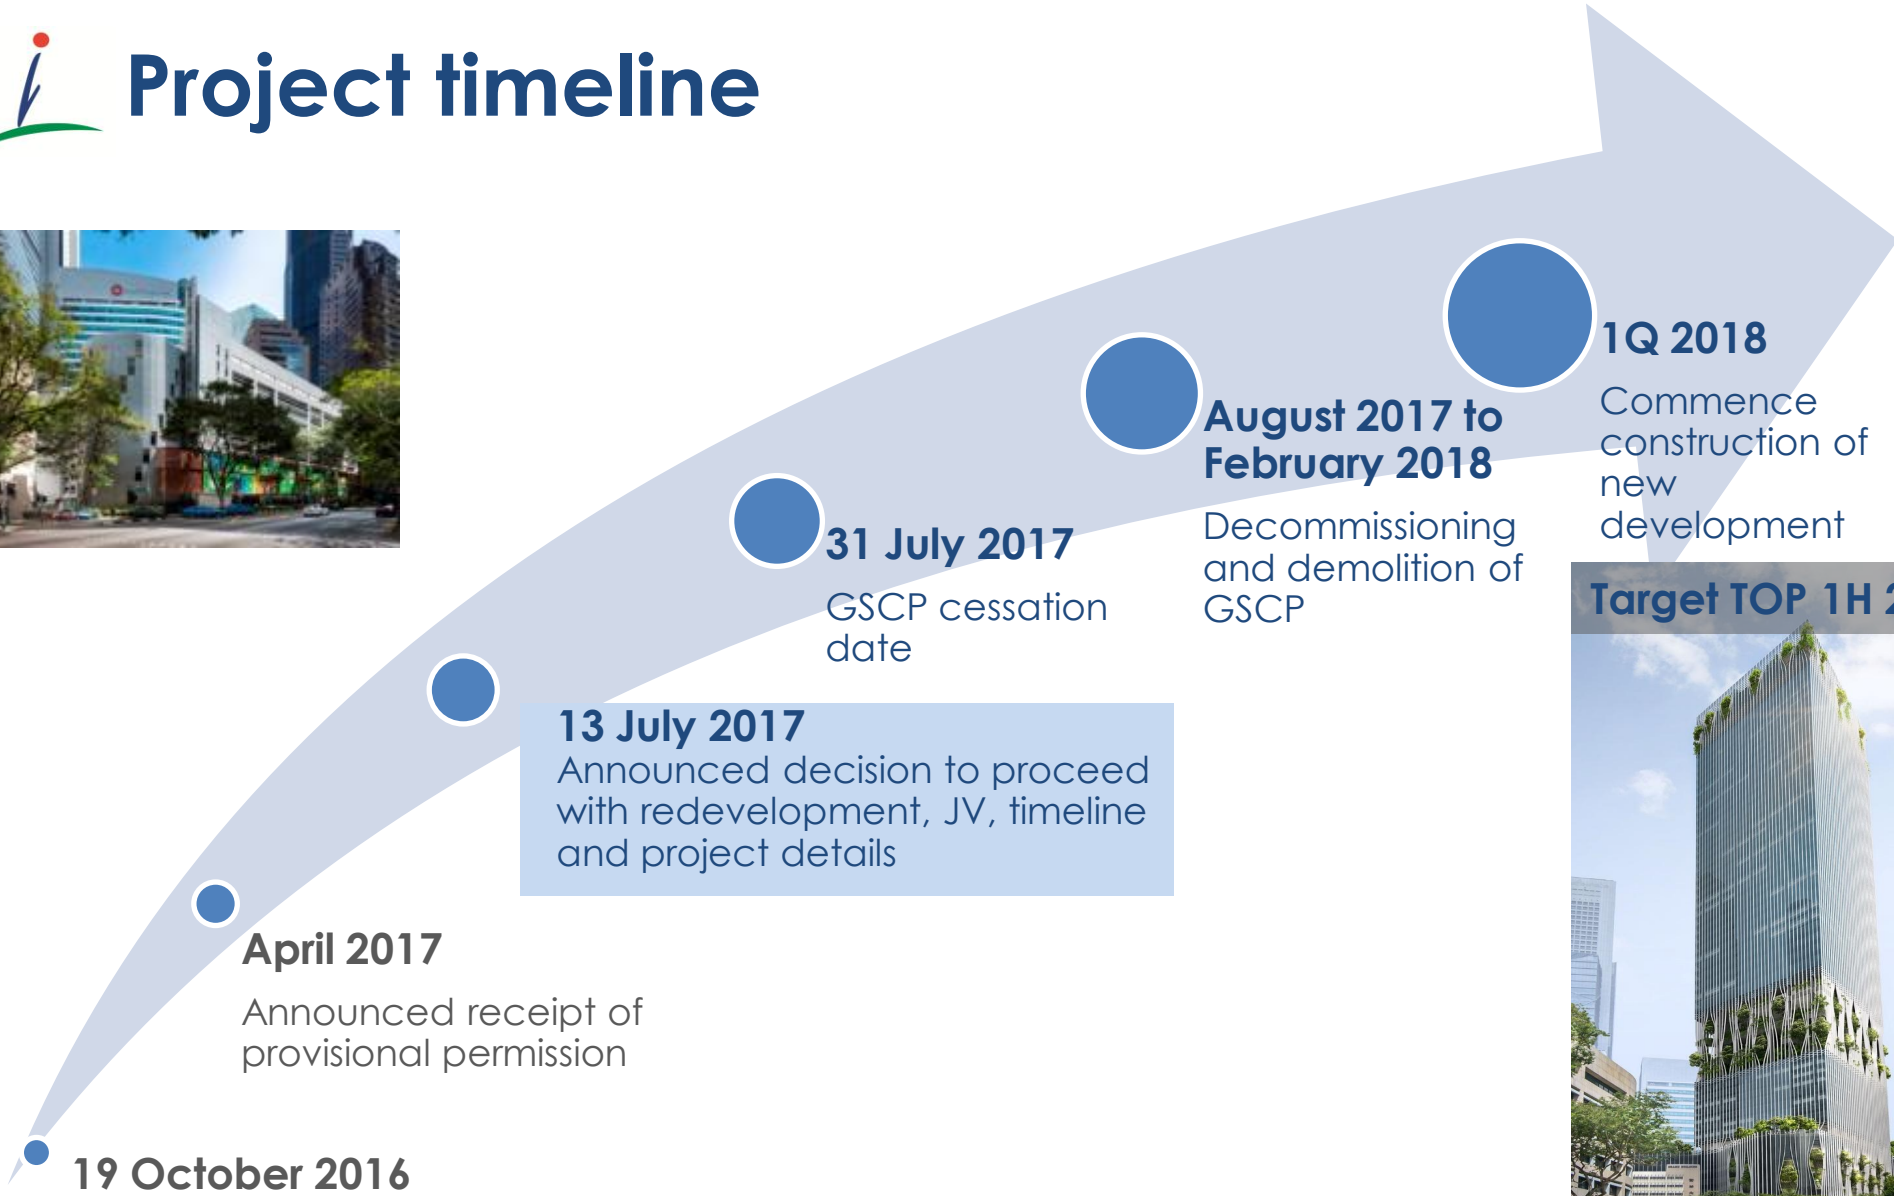 Project timeline
1Q 2018
Commence
construction of
new
development
August 2017 to
February 2018
Decommissioning
and demolition of
GSCP
31 July 2017
GSCP cessation
date
Target TOP 1H
13 July 2017
Announced decision to proceed
with redevelopment, JV, timeline
and project details
April 2017
Announced receipt of
provisional permission
19 October 2016